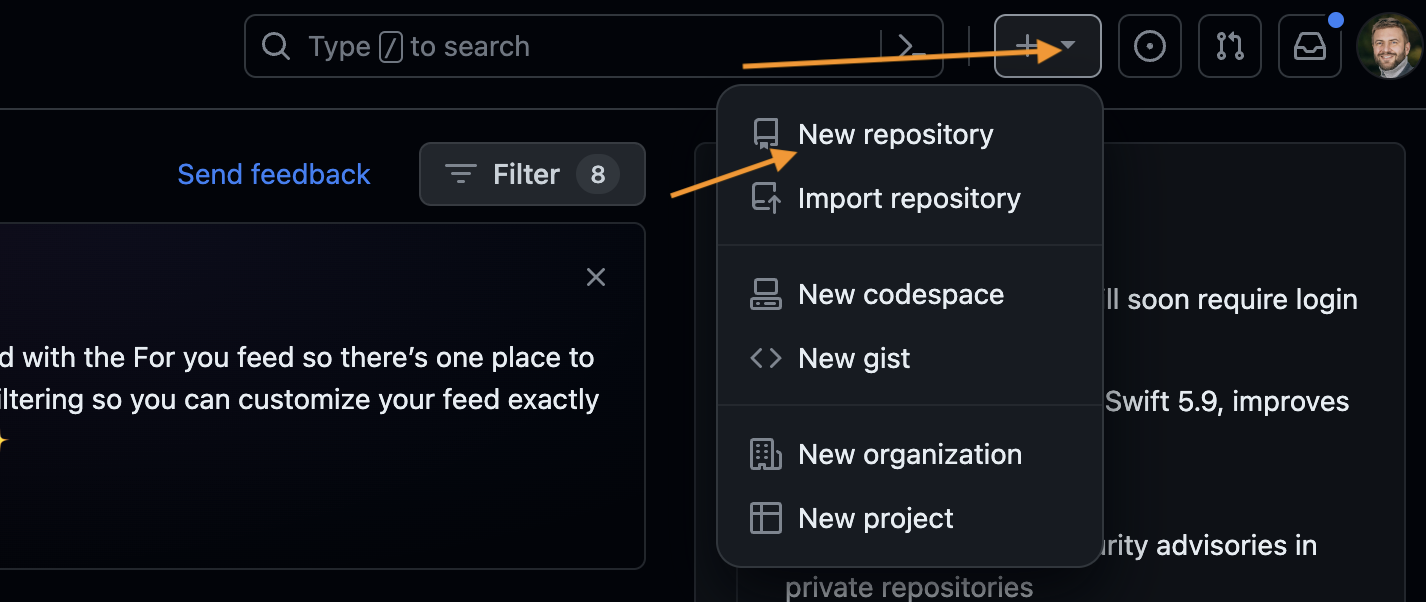 Type / to search
New repository
Send feedback
Filter 8
Import repository
New codespace
ll soon require login
New gist
d with the For you feed so there’s one place to
iltering so you can customize your feed exactly
Swift 5.9, improves
New organization
New project
urity advisories in
private repositories